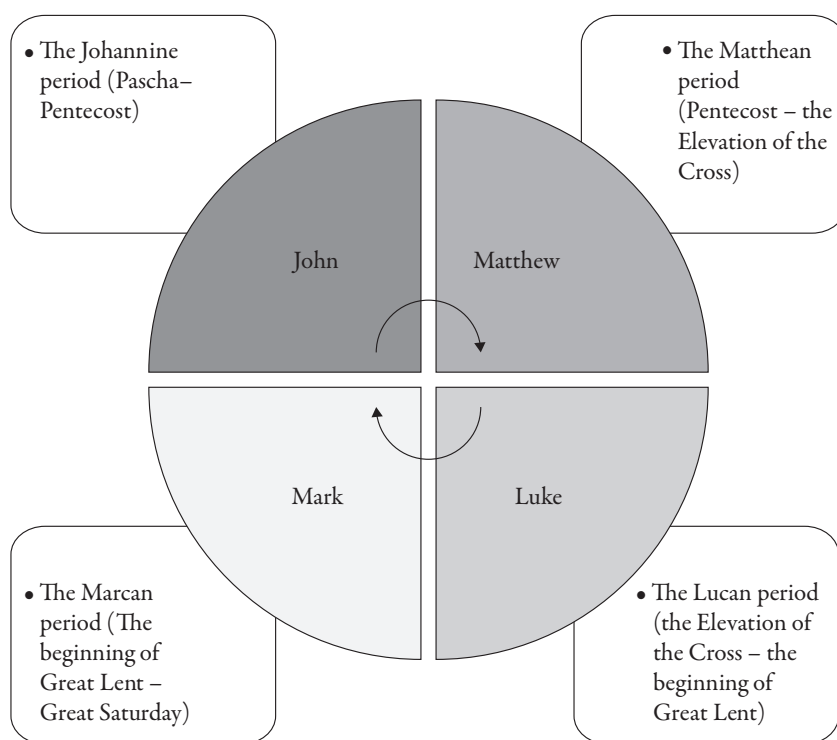 • The Johannine
period (Pascha–
Pentecost)
• The Matthean
period
(Pentecost – the
Elevation of the
Cross)
John
Matthew
Mark
Luke
• The Marcan
period (The
beginning of
Great Lent –
Great Saturday)
• The Lucan period
(the Elevation of
the Cross – the
beginning of
Great Lent)